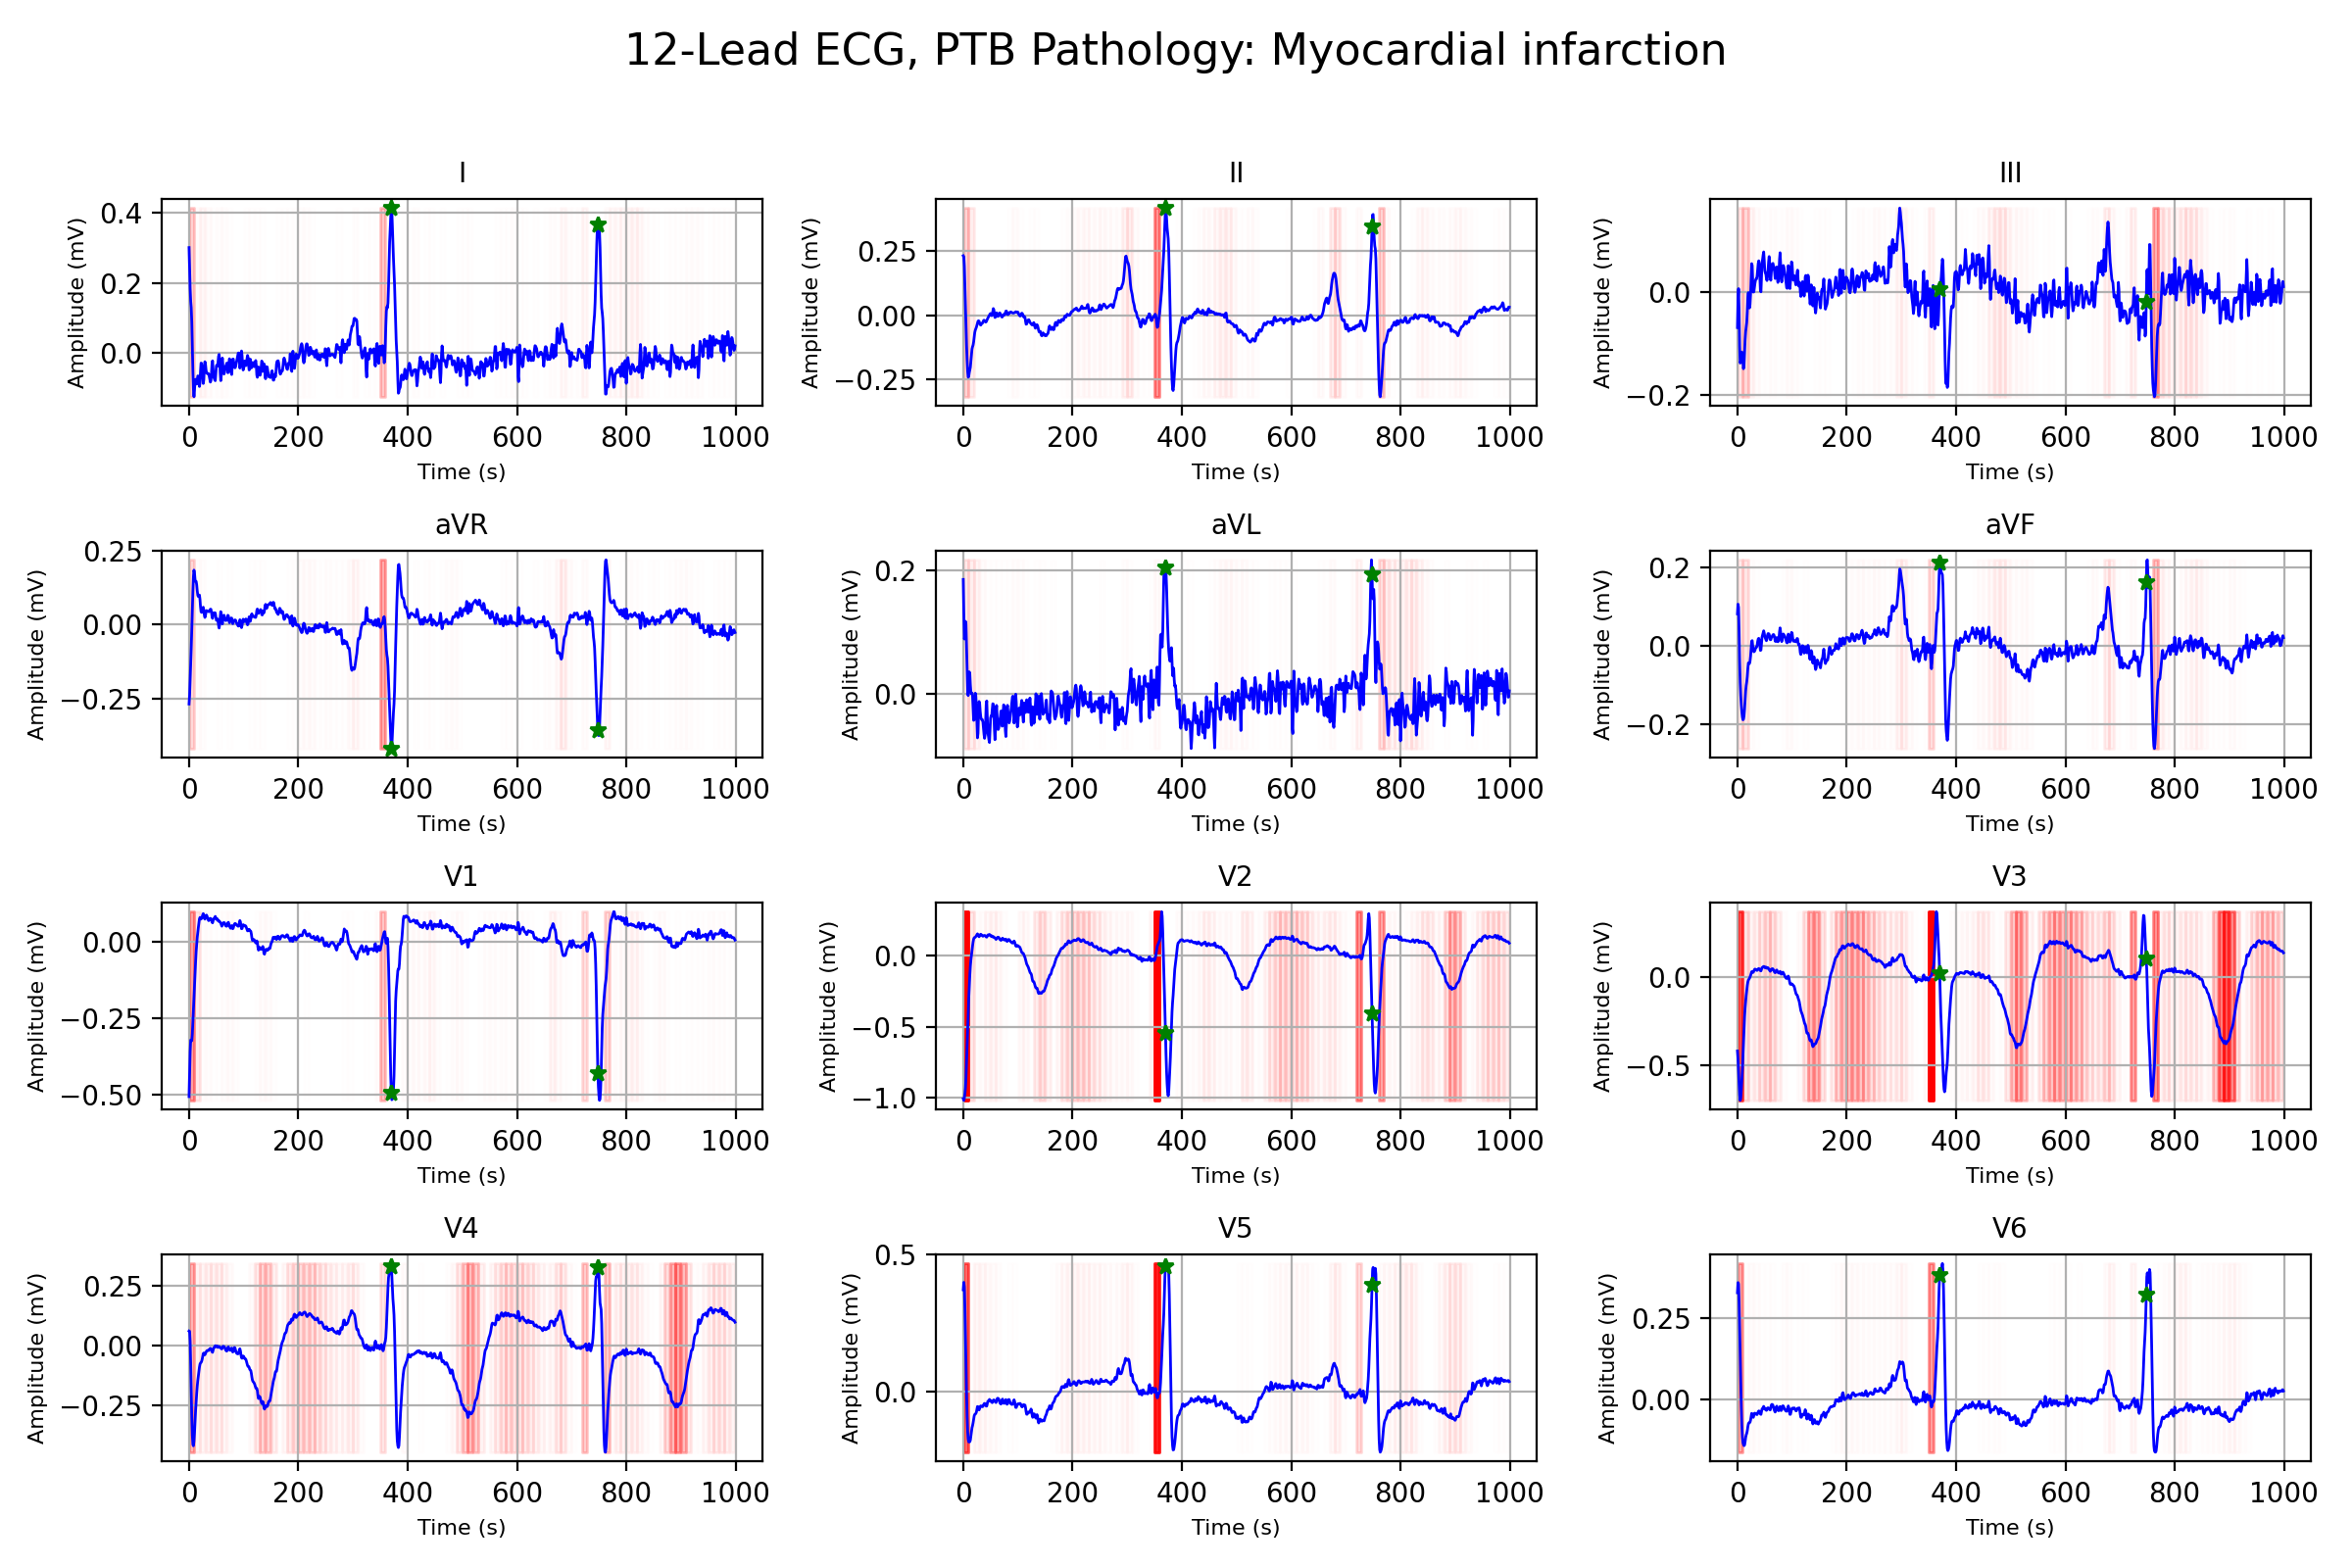 12-Lead ECG, PTB Pathology: Myocardial infarction
I
II
III
Amplitude (mV)
0.4
0.2
0.0
0 200 400 600 800 1000
Time (s)
Amplitude (mV)
0.25
0.00
−0.25
0 200 400 600 800 1000
Time (s)
Amplitude (mV)
0.0
−0.2
0 200 400 600 800 1000
Time (s)
aVR
aVL
aVF
Amplitude (mV)
0.25
0.00
−0.25
0 200 400 600 800 1000
Time (s)
Amplitude (mV)
0.2
0.0
0 200 400 600 800 1000
Time (s)
Amplitude (mV)
0.2
0.0
−0.2
0 200 400 600 800 1000
Time (s)
V1
V2
V3
Amplitude (mV)
0.00
−0.25
−0.50
0 200 400 600 800 1000
Time (s)
Amplitude (mV)
0.0
−0.5
−1.0
0 200 400 600 800 1000
Time (s)
Amplitude (mV)
0.0
−0.5
0 200 400 600 800 1000
Time (s)
V4
V5
V6
Amplitude (mV)
0.25
0.00
−0.25
0 200 400 600 800 1000
Time (s)
Amplitude (mV)
0.5
0.0
0 200 400 600 800 1000
Time (s)
Amplitude (mV)
0.25
0.00
0 200 400 600 800 1000
Time (s)